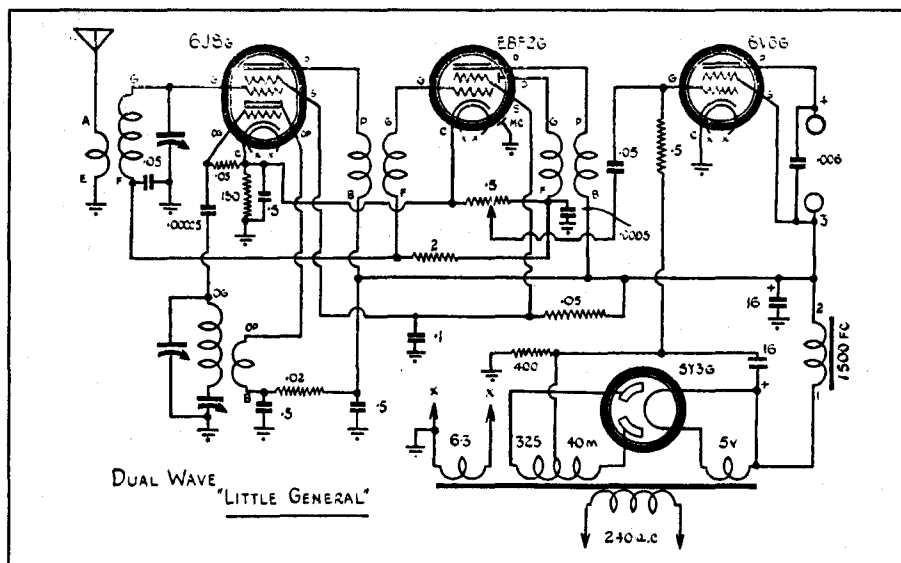 6J8G
EBF2G
6V6G
G
G
P
S
G
D
D
S
MC
G
P
S
A
E
F
.05
OG
OP
C
x
x
.05
150
.5
.00025
P
B
G
F
C
x
x
.5
G
F
P
B
.0005
.05
.5
C
x
x
4
.006
3
2
.05
.1
16
+
2
1500 FC
1
OG
OP
B
.02
.5
.5
400
x
x
6.3
325
40m
5Y3G
5V
16
+
240 A.C
DUAL WAVE
"LITTLE GENERAL"